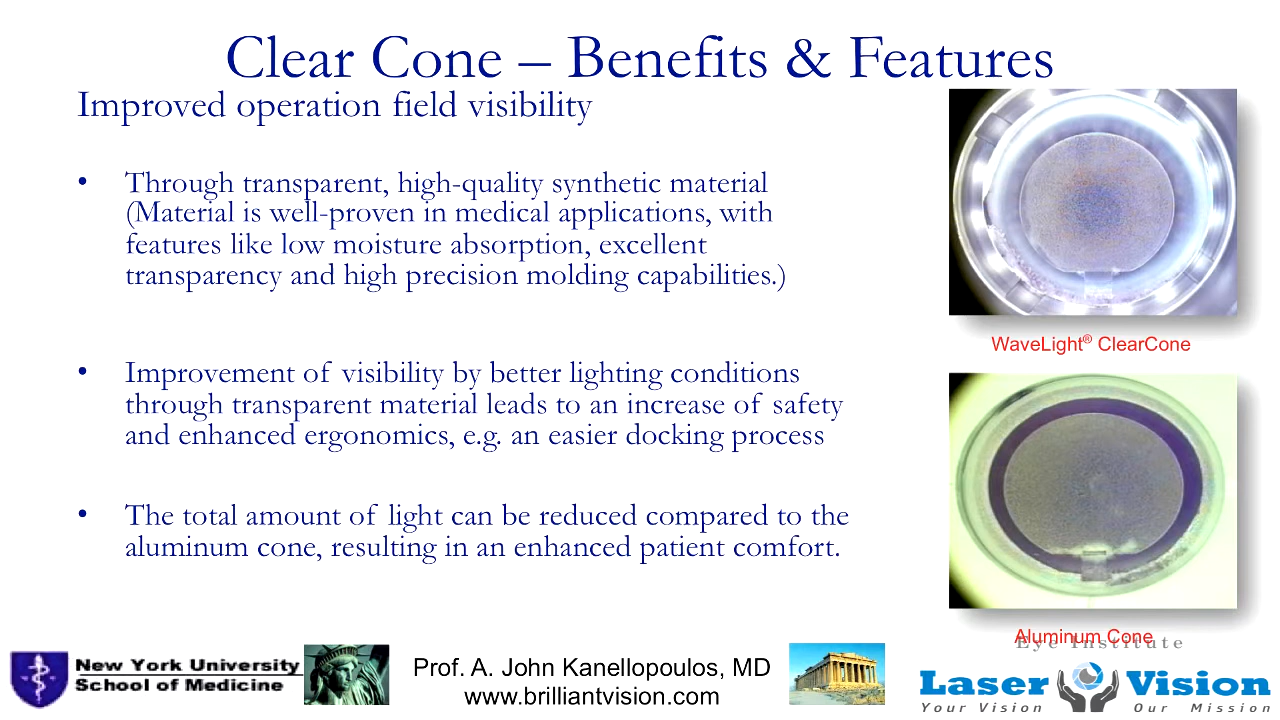 Clear Cone – Benefits & Features
Improved operation field visibility
• Through transparent, high-quality synthetic material
(Material is well-proven in medical applications, with
features like low moisture absorption, excellent
transparency and high precision molding capabilities.)
• Improvement of visibility by better lighting conditions
through transparent material leads to an increase of safety
and enhanced ergonomics, e.g. an easier docking process
• The total amount of light can be reduced compared to the
aluminum cone, resulting in an enhanced patient comfort.
WaveLight® ClearCone
Aluminum Cone
Eye Institute
New York University
School of Medicine
Prof. A. John Kanellopoulos, MD
www.brilliantvision.com
Laser Vision
Your Vision Our Mission